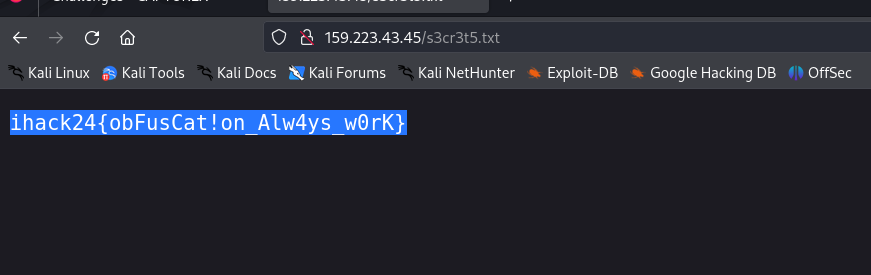 159.223.43.45/s3cr3t5.txt
Kali Linux Kali Tools Kali Docs Kali Forums Kali NetHunter Exploit-DB Google Hacking DB OffSec
ihack24{obFusCat!on_Alw4ys_w0rK}